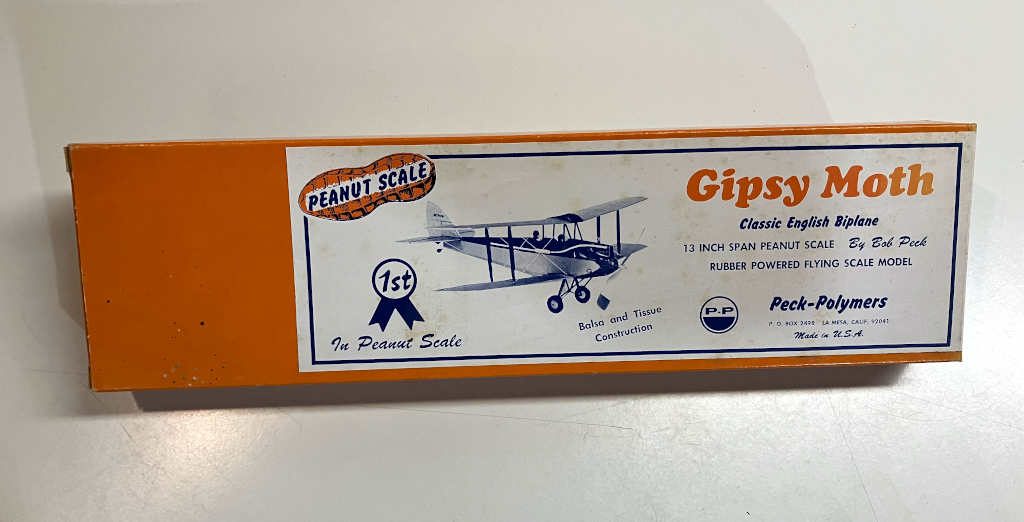 PEANUT SCALE
Gipsy Moth
Classic English Biplane
13 INCH SPAN PEANUT SCALE By Bob Peck
RUBBER POWERED FLYING SCALE MODEL
1st
In Peanut Scale
Balsa and Tissue
Construction
P.P
Peck-Polymers
P. O. BOX 2498 LA MESA, CALIF. 92041
Made in U.S.A.